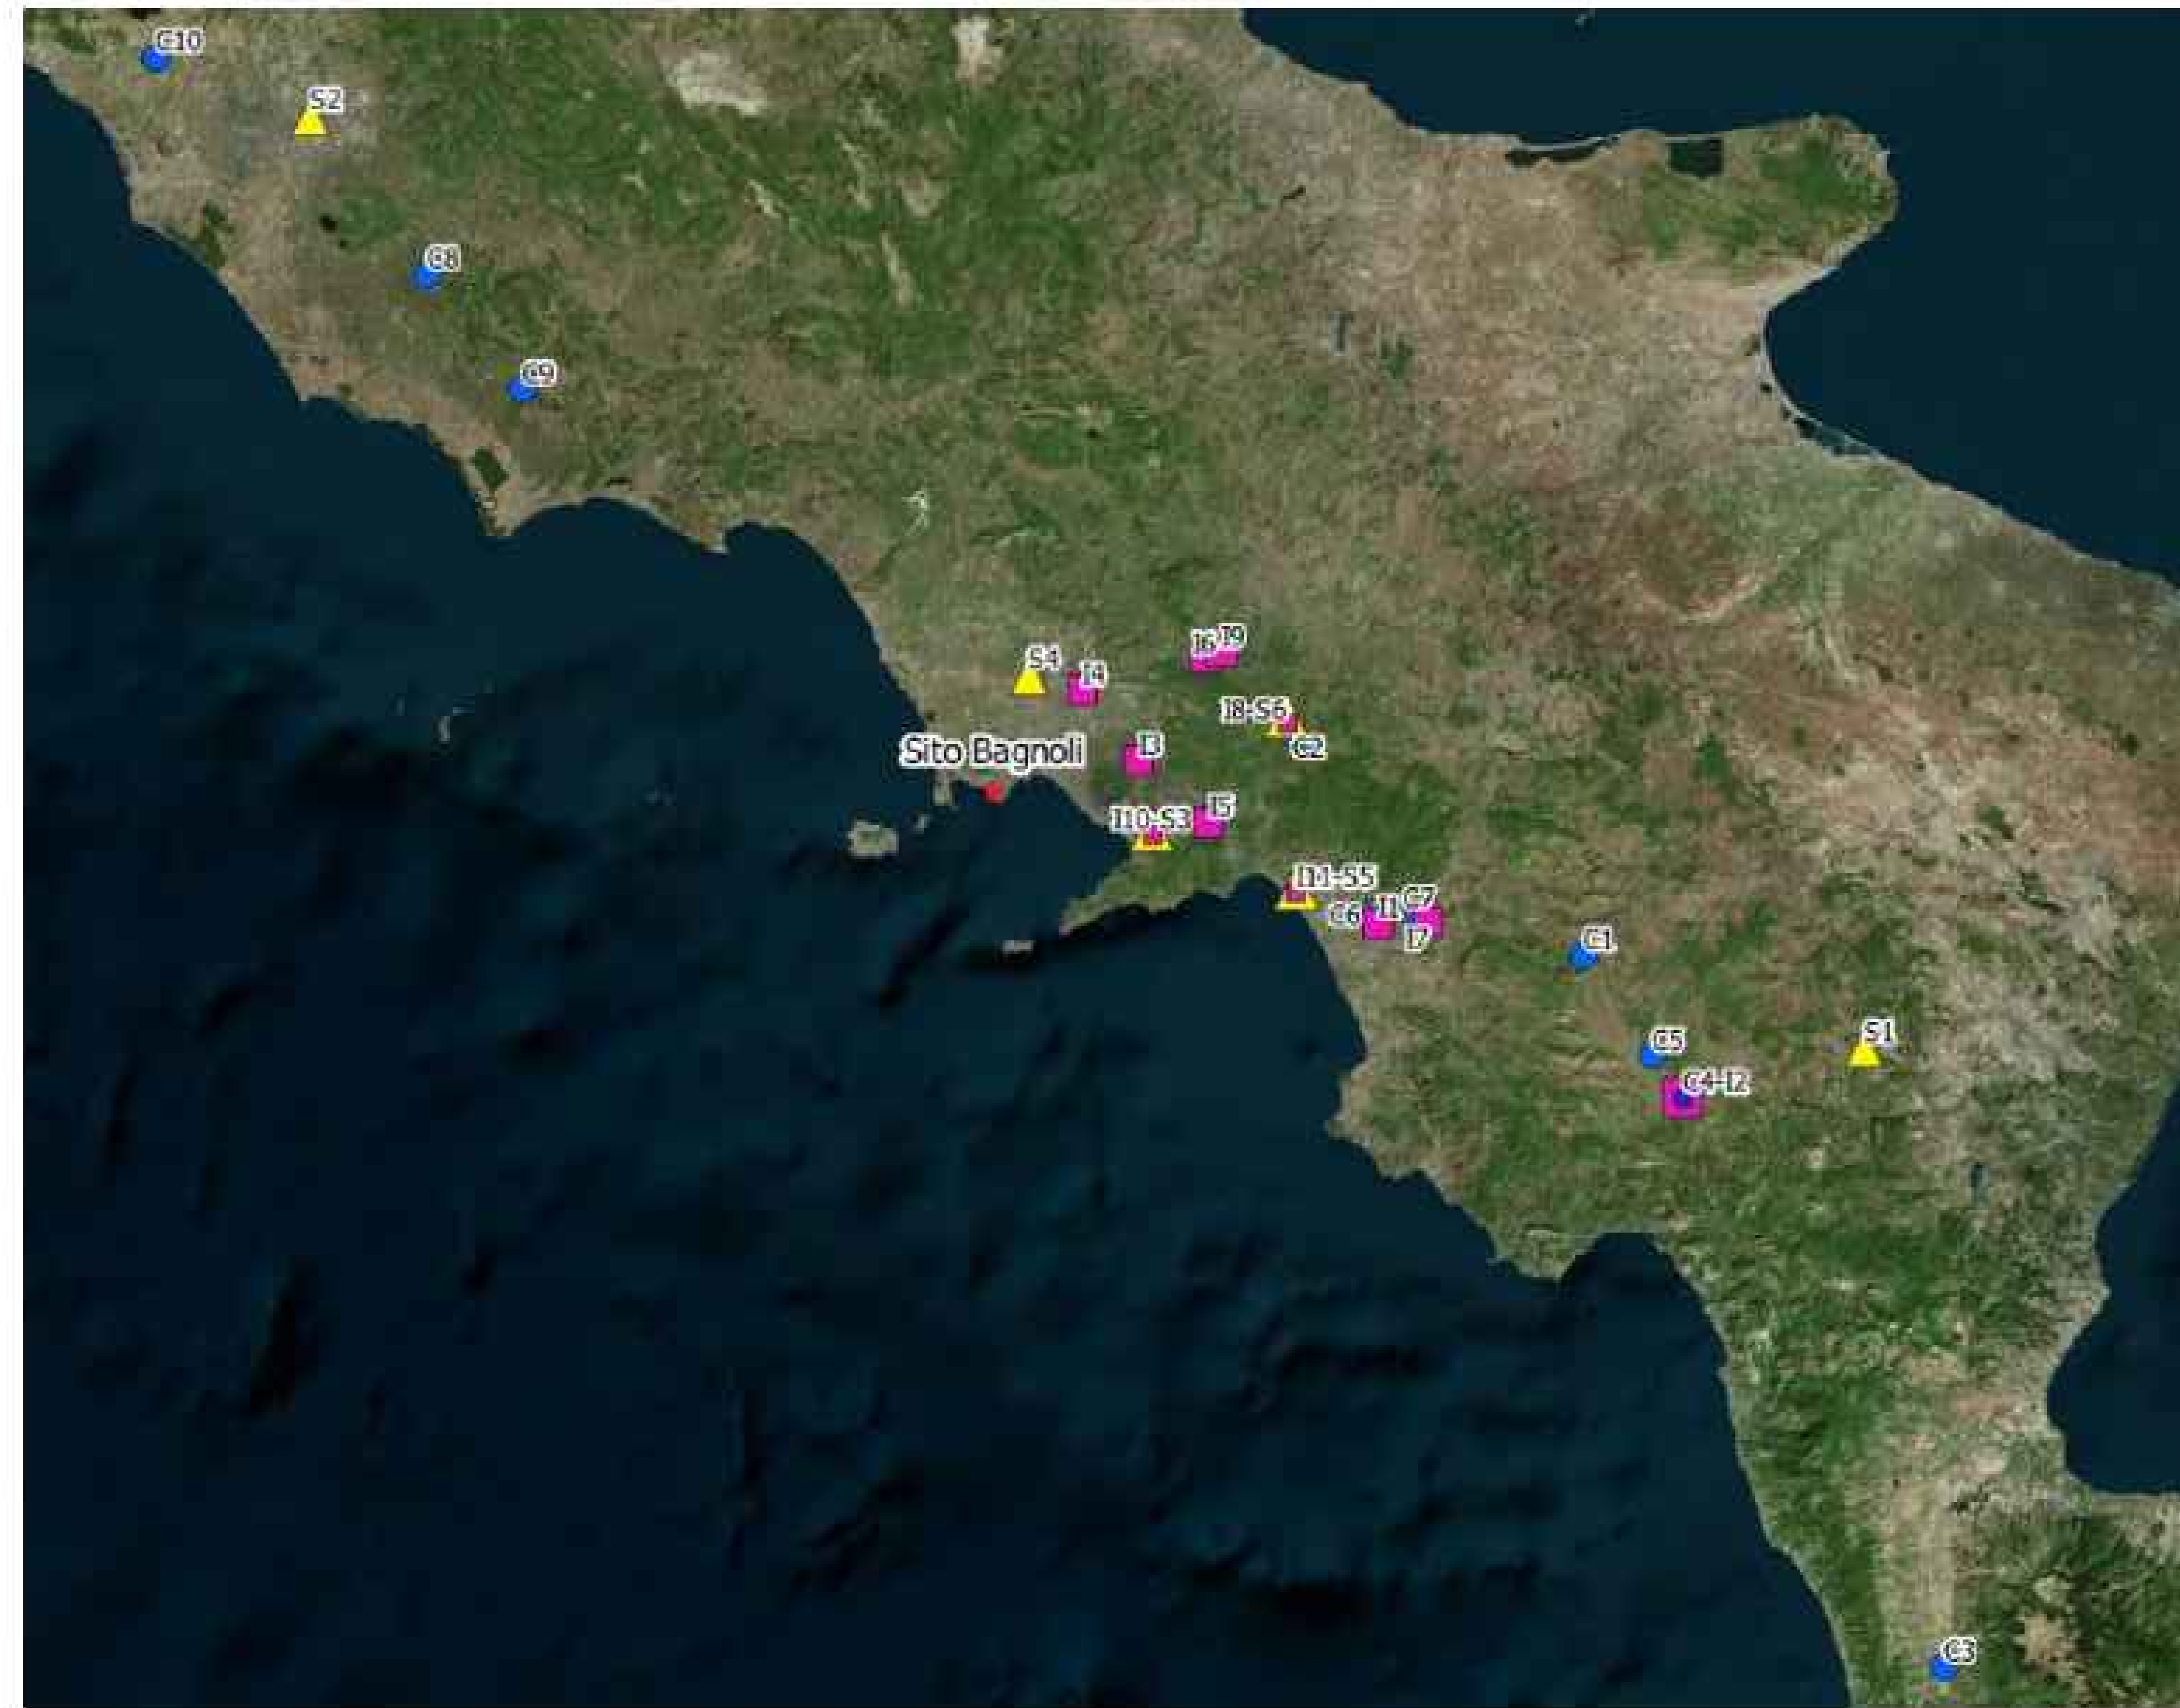 C10
S2
C8
C9
I6 I9
S4
I4
I8-S6
C2
I3
Sito Bagnoli
I5
I10-S3
I11-S5
C7
I1
C6
I7
C1
S1
C5
C4-I2
C3